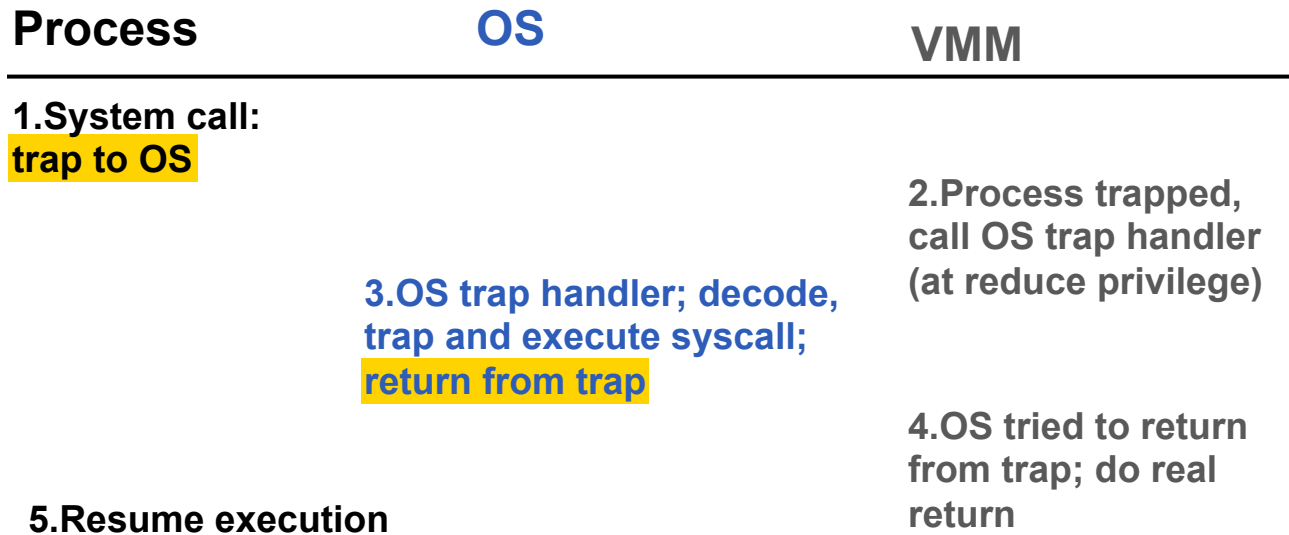 Process OS VMM
1.System call:
trap to OS
2.Process trapped,
call OS trap handler
(at reduce privilege)
3.OS trap handler; decode,
trap and execute syscall;
return from trap
4.OS tried to return
from trap; do real
return
5.Resume execution